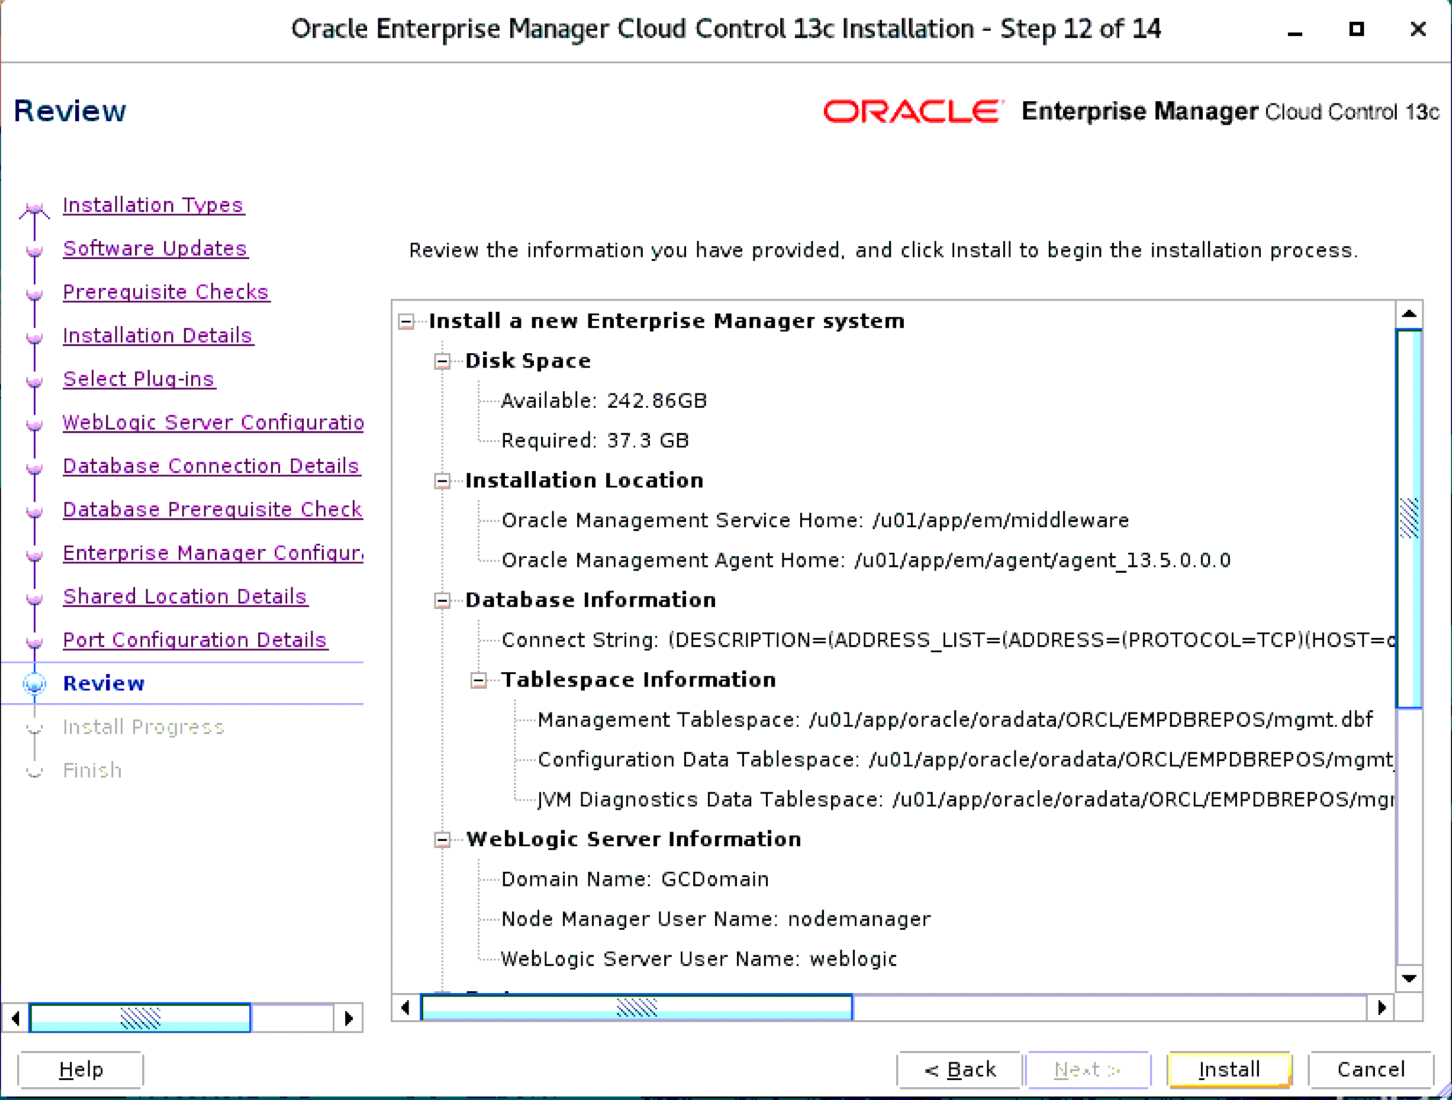 Oracle Enterprise Manager Cloud Control 13c Installation - Step 12 of 14
Review
ORACLE Enterprise Manager Cloud Control 13c
Installation Types
Software Updates
Prerequisite Checks
Installation Details
Select Plug-ins
WebLogic Server Configuratio
Database Connection Details
Database Prerequisite Check
Enterprise Manager Configur
Shared Location Details
Port Configuration Details
Review
Install Progress
Finish
Review the information you have provided, and click Install to begin the installation process.
Install a new Enterprise Manager system
Disk Space
Available: 242.86GB
Required: 37.3 GB
Installation Location
Oracle Management Service Home: /u01/app/em/middleware
Oracle Management Agent Home: /u01/app/em/agent/agent_13.5.0.0.0
Database Information
Connect String: (DESCRIPTION=(ADDRESS_LIST=(ADDRESS=(PROTOCOL=TCP)(HOST=
Tablespace Information
Management Tablespace: /u01/app/oracle/oradata/ORCL/EMPDBREPOS/mgmt.dbf
Configuration Data Tablespace: /u01/app/oracle/oradata/ORCL/EMPDBREPOS/mgmt_
JVM Diagnostics Data Tablespace: /u01/app/oracle/oradata/ORCL/EMPDBREPOS/mgm
WebLogic Server Information
Domain Name: GCDomain
Node Manager User Name: nodemanager
WebLogic Server User Name: weblogic
Help
< Back
Next >
Install
Cancel